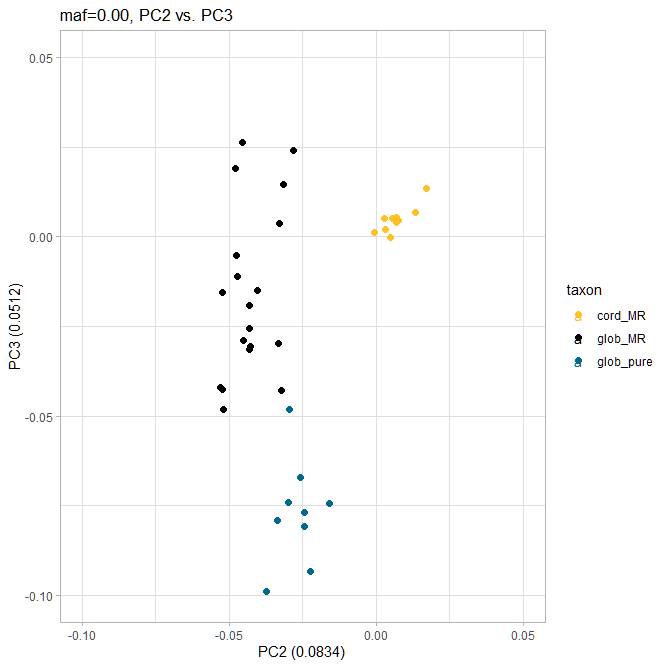 maf=0.00, PC2 vs. PC3
0.05
0.00
-0.05
-0.10
PC3 (0.0512)
-0.10
-0.05
0.00
0.05
PC2 (0.0834)
taxon
a cord_MR
a glob_MR
a glob_pure